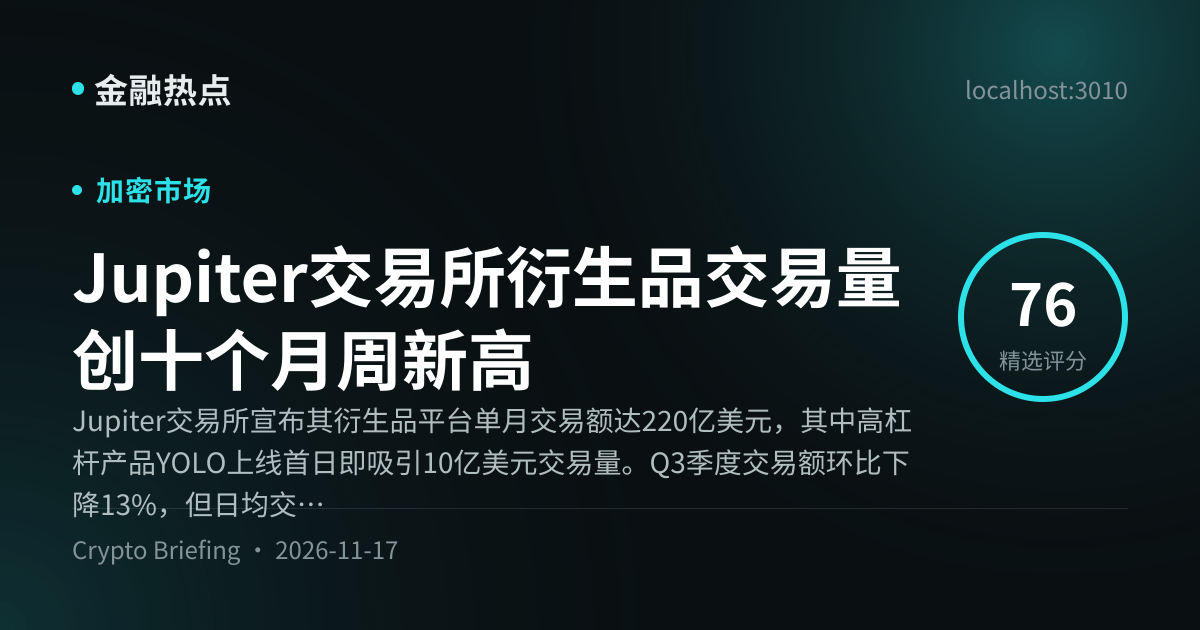 金融热点
localhost:3010
加密市场
Jupiter交易所衍生品交易量
创十个月周新高
76
精选评分
Jupiter交易所宣布其衍生品平台单月交易额达220亿美元，其中高杠
杆产品YOLO上线首日即吸引10亿美元交易量。Q3季度交易额环比下
降13%，但日均交…
Crypto Briefing · 2026-11-17